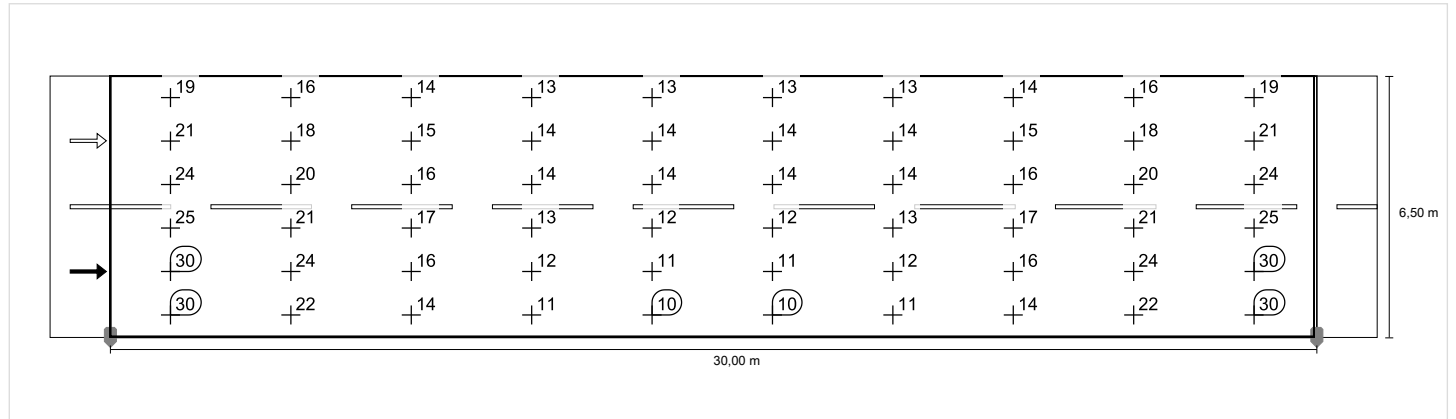 19 16 14 13 13 13 13 14 16 19
21 18 15 14 14 14 14 15 18 21
24 20 16 14 14 14 14 16 20 24
25 21 17 13 12 12 13 17 21 25
6,50 m
30 24 16 12 11 11 12 16 24 30
30 22 14 11 10 10 11 14 22 30
30,00 m